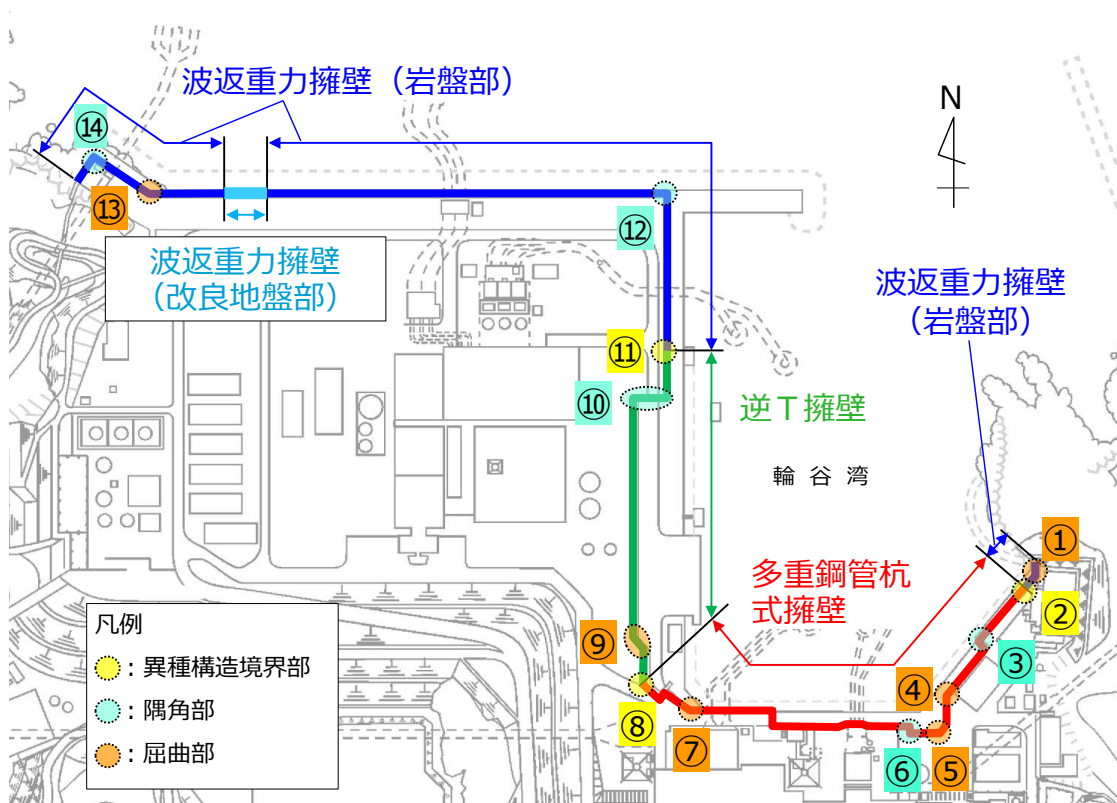 波返重力擁壁（岩盤部）
N
⑭
⑬
⑫
波返重力擁壁
（改良地盤部）
波返重力擁壁
（岩盤部）
⑪
⑩
逆Ｔ擁壁
輪谷湾
①
多重鋼管杭
式擁壁
②
凡例
異種構造境界部
：隅角部
：屈曲部
⑨
③
④
⑧
⑦
⑥
⑤